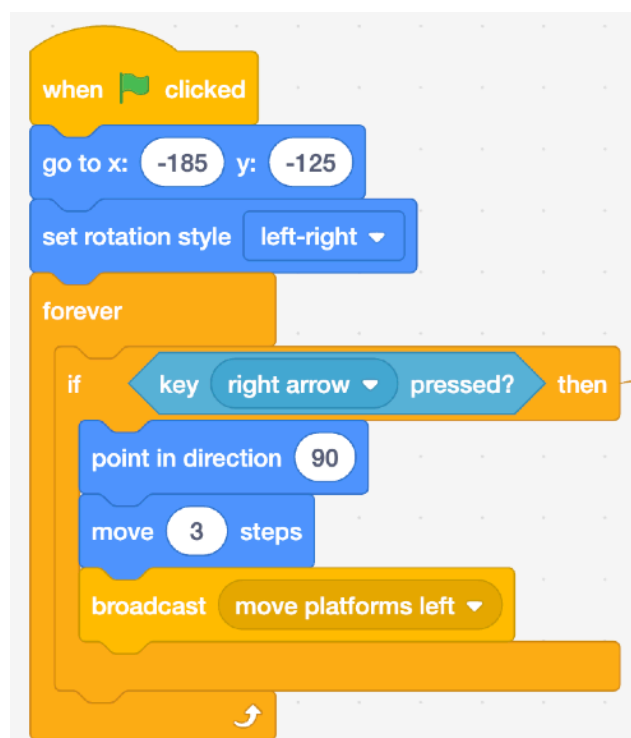 when clicked
go to x: -185 y: -125
set rotation style left-right
forever
if key right arrow pressed? then
point in direction 90
move 3 steps
broadcast move platforms left